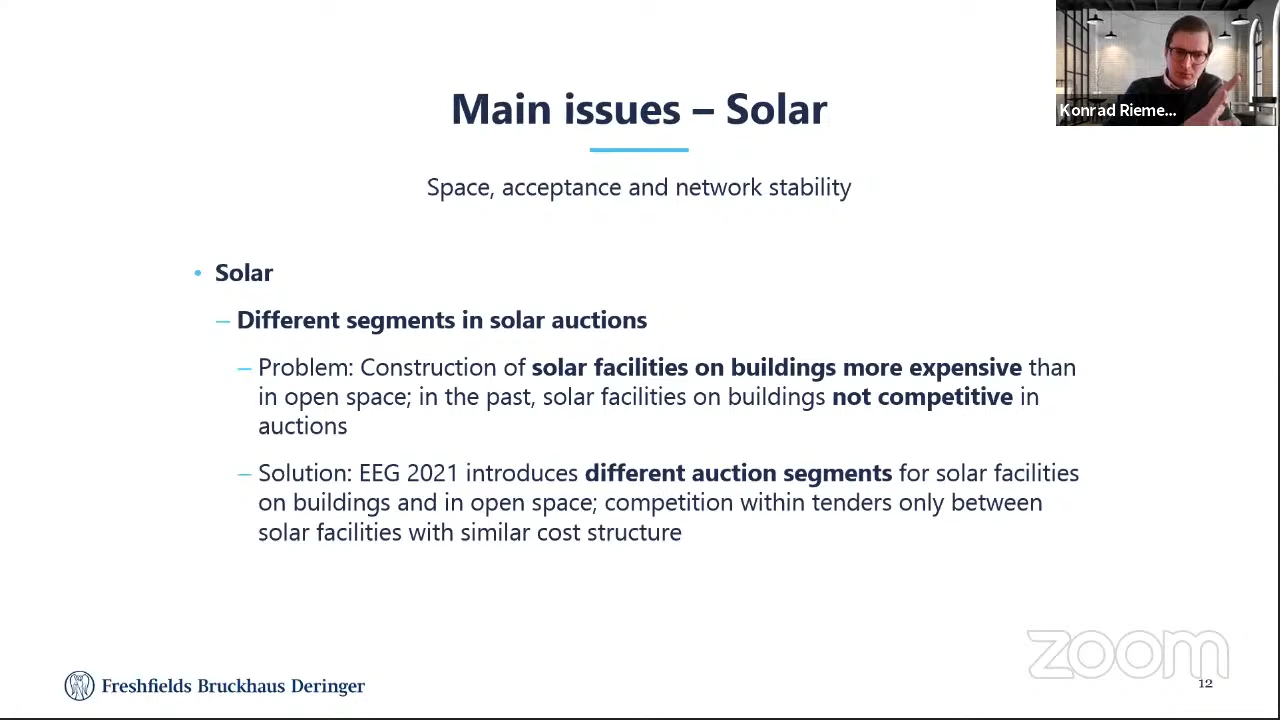 Main issues – Solar
Konrad Rieme...
Space, acceptance and network stability
• Solar
– Different segments in solar auctions
– Problem: Construction of solar facilities on buildings more expensive than
in open space; in the past, solar facilities on buildings not competitive in
auctions
– Solution: EEG 2021 introduces different auction segments for solar facilities
on buildings and in open space; competition within tenders only between
solar facilities with similar cost structure
zoom
Freshfields Bruckhaus Deringer
12